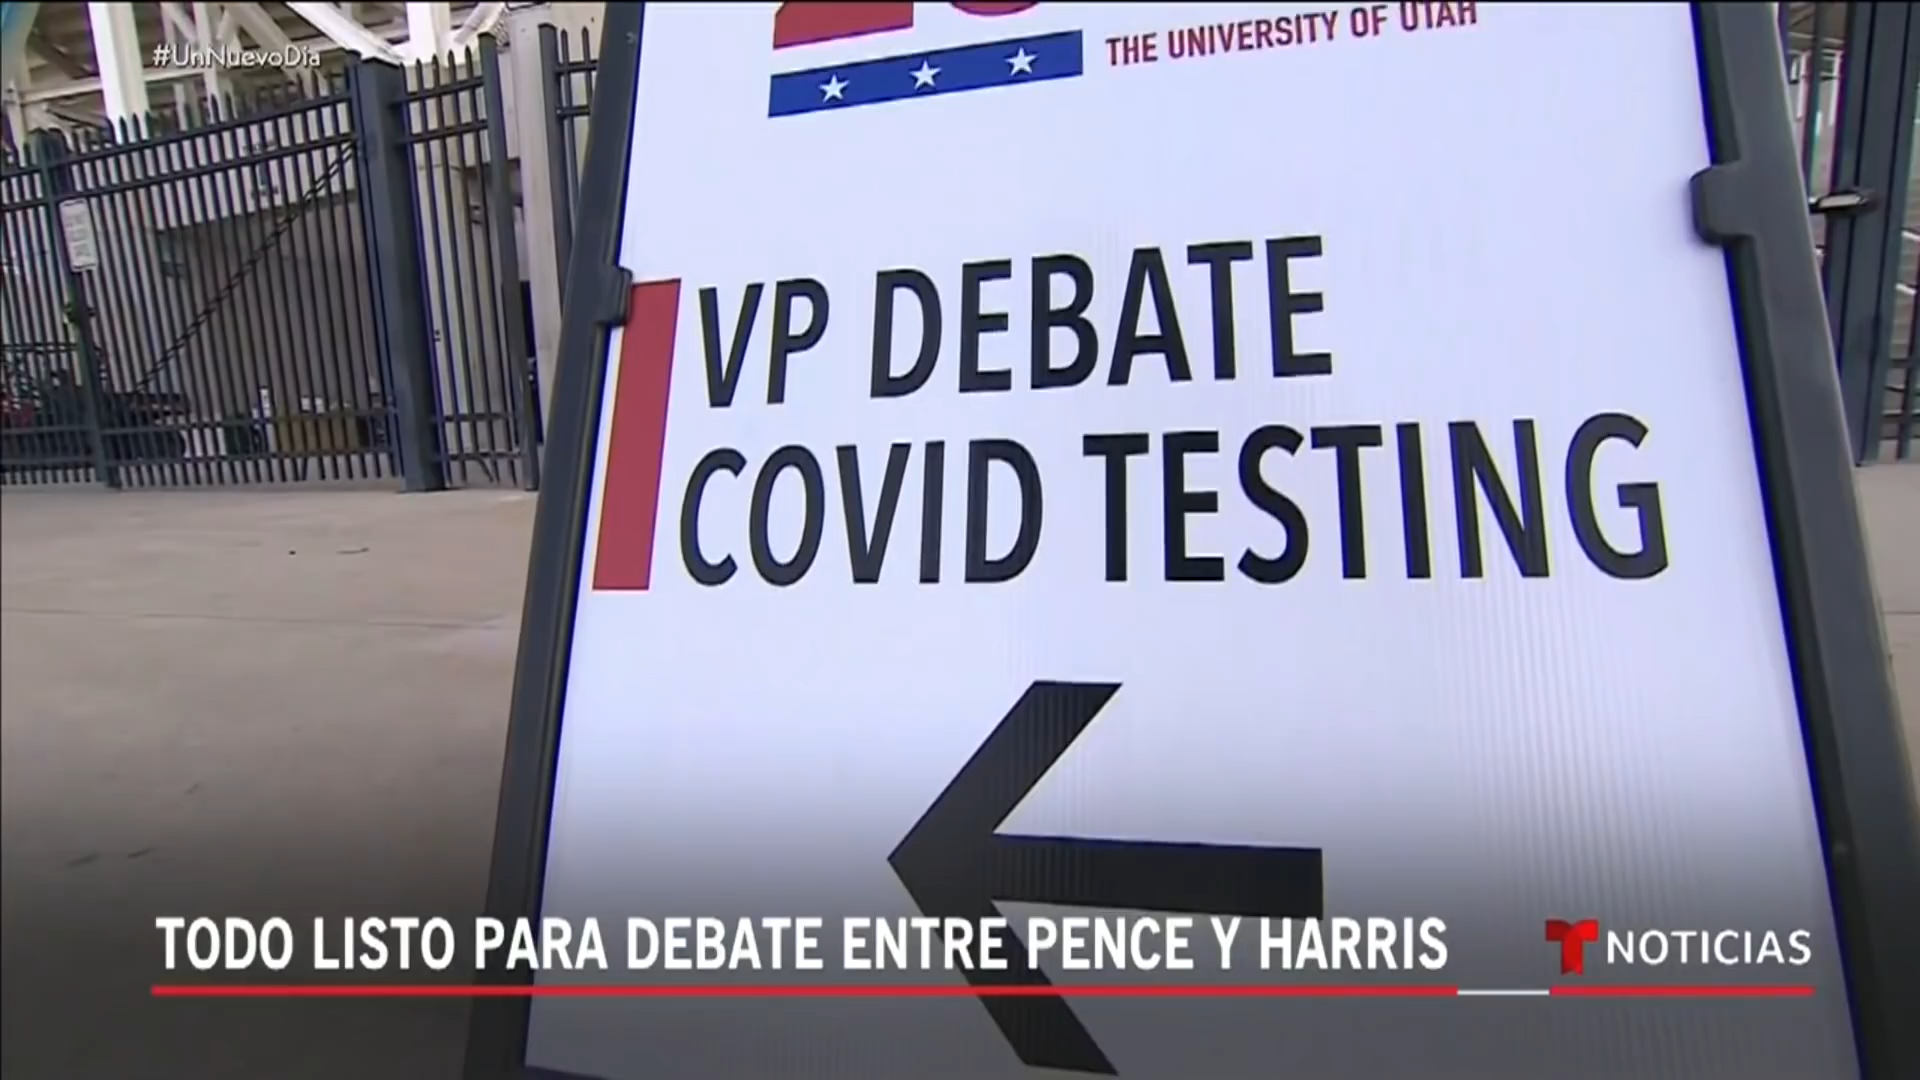 #UnNuevoDía
THE UNIVERSITY OF UTAH
VP DEBATE
COVID TESTING
TODO LISTO PARA DEBATE ENTRE PENCE Y HARRIS
NOTICIAS